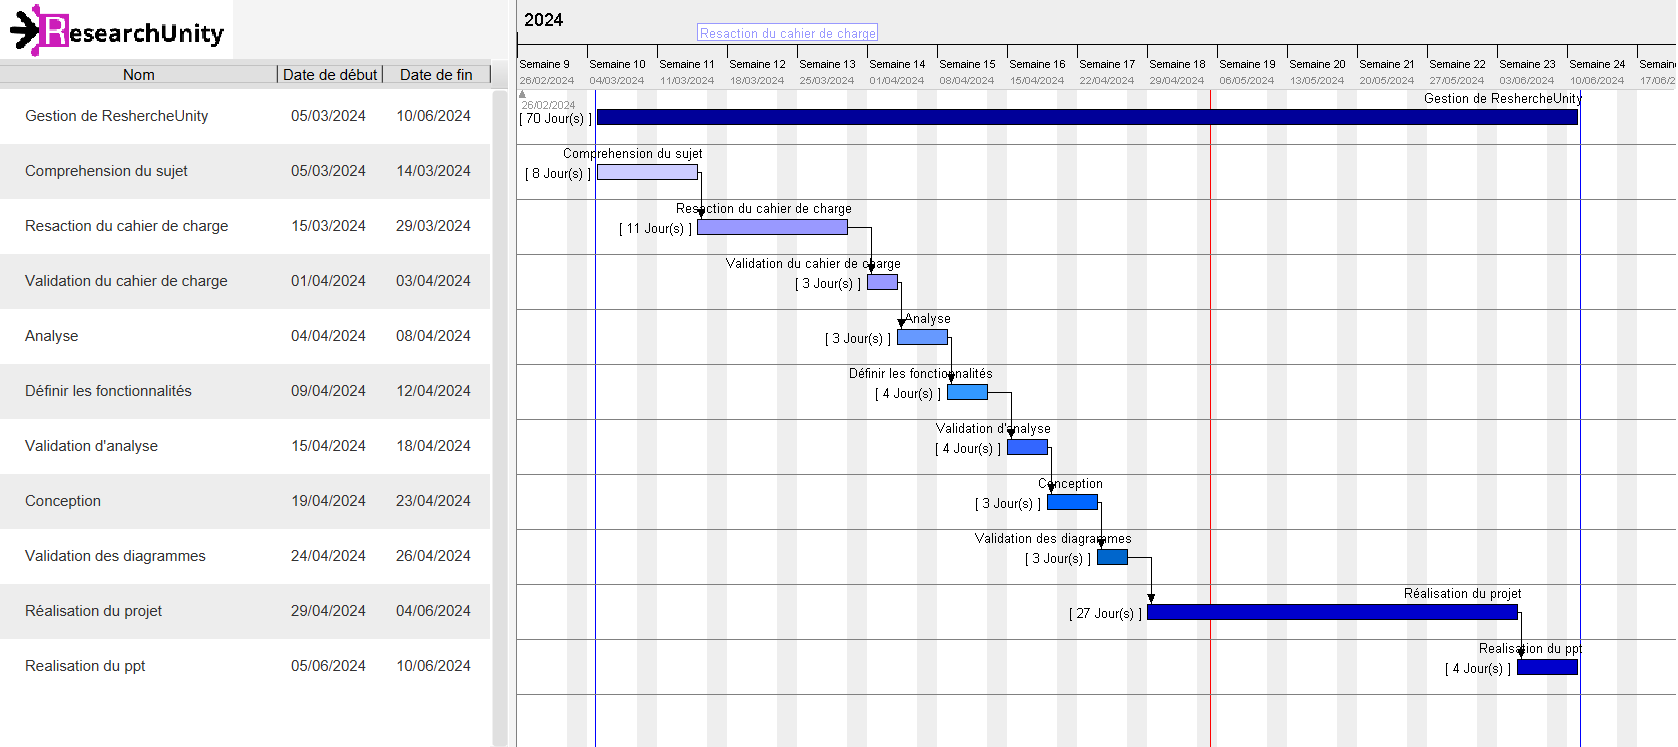 ResearchUnity
2024
Resaction du cahier de charge
Nom Date de début Date de fin
Semaine 9 Semaine 10 Semaine 11 Semaine 12 Semaine 13 Semaine 14 Semaine 15 Semaine 16 Semaine 17 Semaine 18 Semaine 19 Semaine 20 Semaine 21 Semaine 22 Semaine 23 Semaine 24 Semaine
26/02/2024 04/03/2024 11/03/2024 18/03/2024 25/03/2024 01/04/2024 08/04/2024 15/04/2024 22/04/2024 29/04/2024 06/05/2024 13/05/2024 20/05/2024 27/05/2024 03/06/2024 10/06/2024 17/06/2
26/02/2024
Gestion de ReshercheUnity 05/03/2024 10/06/2024
Gestion de ReshercheUnity
[ 70 Jour(s) ]
Comprehension du sujet 05/03/2024 14/03/2024
Comprehension du sujet
[ 8 Jour(s) ]
Resaction du cahier de charge 15/03/2024 29/03/2024
Resaction du cahier de charge
[ 11 Jour(s) ]
Validation du cahier de charge 01/04/2024 03/04/2024
Validation du cahier de charge
[ 3 Jour(s) ]
Analyse 04/04/2024 08/04/2024
Analyse
[ 3 Jour(s) ]
Définir les fonctionnalités 09/04/2024 12/04/2024
Définir les fonctionnalités
[ 4 Jour(s) ]
Validation d'analyse 15/04/2024 18/04/2024
Validation d'analyse
[ 4 Jour(s) ]
Conception 19/04/2024 23/04/2024
Conception
[ 3 Jour(s) ]
Validation des diagrammes 24/04/2024 26/04/2024
Validation des diagrammes
[ 3 Jour(s) ]
Réalisation du projet 29/04/2024 04/06/2024
Réalisation du projet
[ 27 Jour(s) ]
Realisation du ppt 05/06/2024 10/06/2024
Realisation du ppt
[ 4 Jour(s) ]